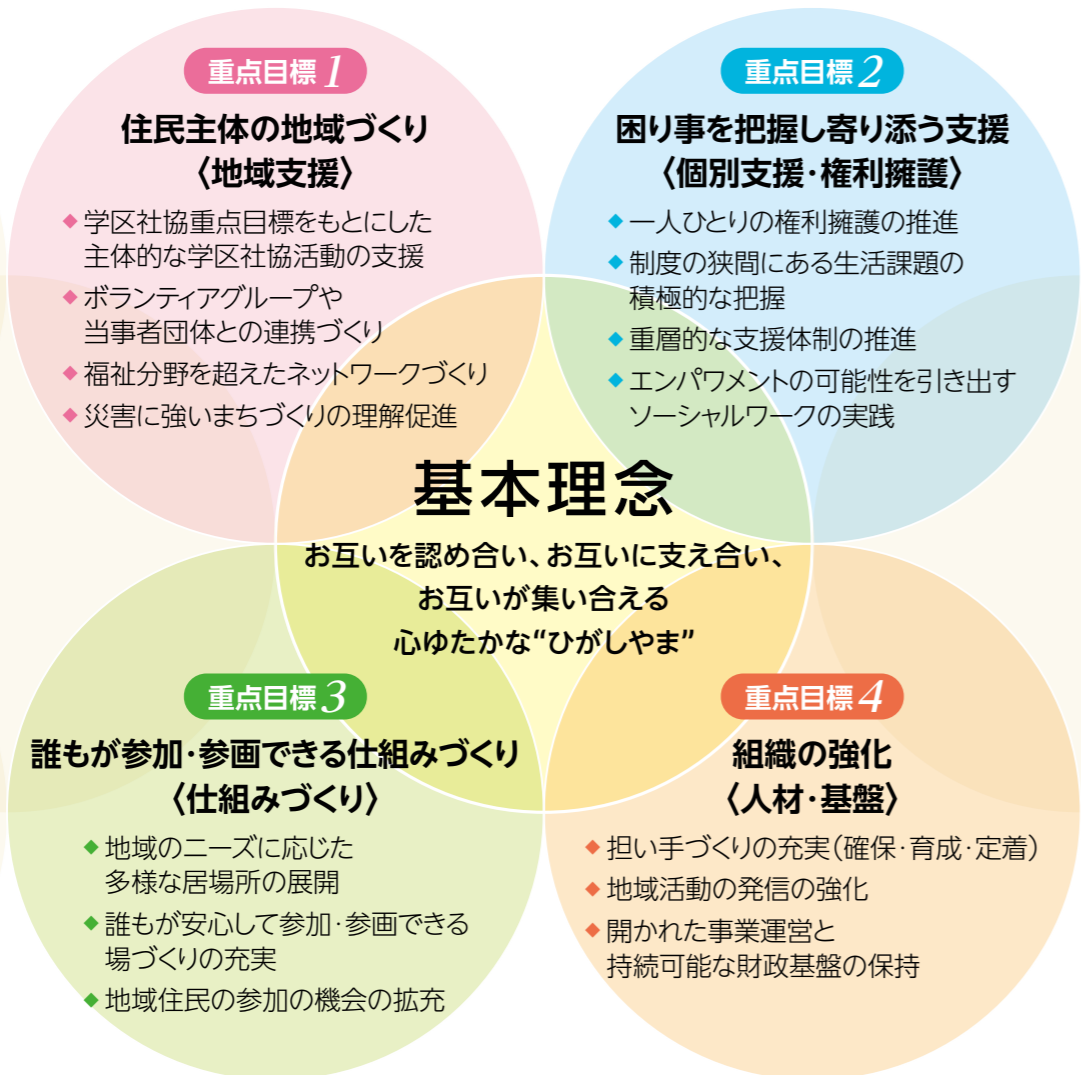 重点目標1
住民主体の地域づくり
〈地域支援〉
◆学区社協重点目標をもとにした
主体的な学区社協活動の支援
◆ボランティアグループや
当事者団体との連携づくり
◆福祉分野を超えたネットワークづくり
◆災害に強いまちづくりの理解促進
重点目標2
困り事を把握し寄り添う支援
〈個別支援・権利擁護〉
◆一人ひとりの権利擁護の推進
◆制度の狭間にある生活課題の
積極的な把握
◆重層的な支援体制の推進
◆エンパワメントの可能性を引き出す
ソーシャルワークの実践
基本理念
お互いを認め合い、お互いに支え合い、
お互いが集い合える
心ゆたかな“ひがしやま”
重点目標3
誰もが参加・参画できる仕組みづくり
〈仕組みづくり〉
◆地域のニーズに応じた
多様な居場所の展開
◆誰もが安心して参加・参画できる
場づくりの充実
◆地域住民の参加の機会の拡充
重点目標4
組織の強化
〈人材・基盤〉
◆担い手づくりの充実(確保・育成・定着)
◆地域活動の発信の強化
◆開かれた事業運営と
持続可能な財政基盤の保持